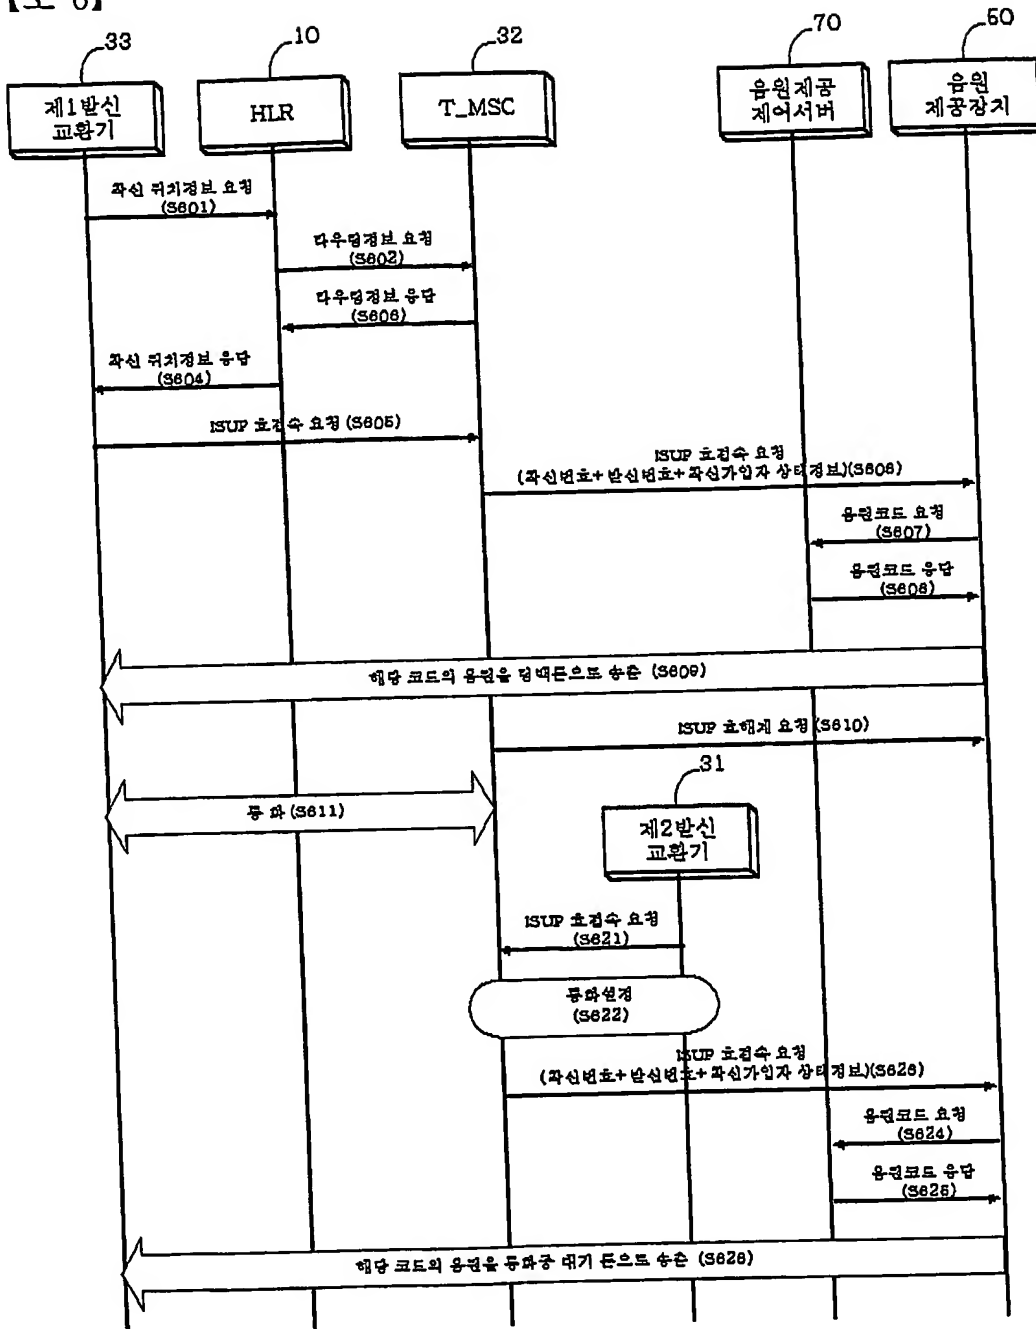 【도 6】
33
10
32
70
60
제1발신
교환기
HLR
T_MSC
음원제공
제어서버
음원
제공장치
착신 위치정보 요청
(S601)
라우팅정보 요청
(S602)
라우팅정보 응답
(S603)
착신 위치정보 응답
(S604)
ISUP 호접속 요청 (S605)
ISUP 호접속 요청
(착신번호+발신번호+착신가입자 상태정보)(S606)
음원코드 요청
(S607)
음원코드 응답
(S608)
해당 코드의 음원을 링백톤으로 송출 (S609)
ISUP 호해제 요청 (S610)
31
통화 (S611)
제2발신
교환기
ISUP 호접속 요청
(S621)
통화설정
(S622)
ISUP 호접속 요청
(착신번호+발신번호+착신가입자 상태정보)(S623)
음원코드 요청
(S624)
음원코드 응답
(S625)
해당 코드의 음원을 통화중 대기 톤으로 송출 (S626)